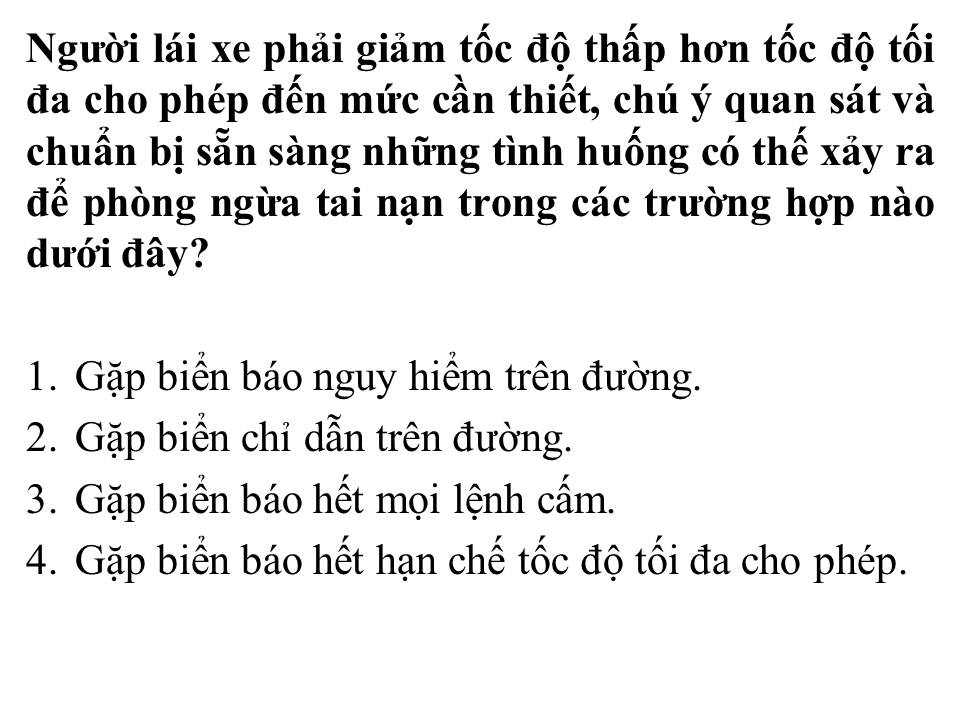 Người lái xe phải giảm tốc độ thấp hơn tốc độ tối
đa cho phép đến mức cần thiết, chú ý quan sát và
chuẩn bị sẵn sàng những tình huống có thế xảy ra
để phòng ngừa tai nạn trong các trường hợp nào
dưới đây?
1. Gặp biển báo nguy hiểm trên đường.
2. Gặp biển chỉ dẫn trên đường.
3. Gặp biển báo hết mọi lệnh cấm.
4. Gặp biển báo hết hạn chế tốc độ tối đa cho phép.